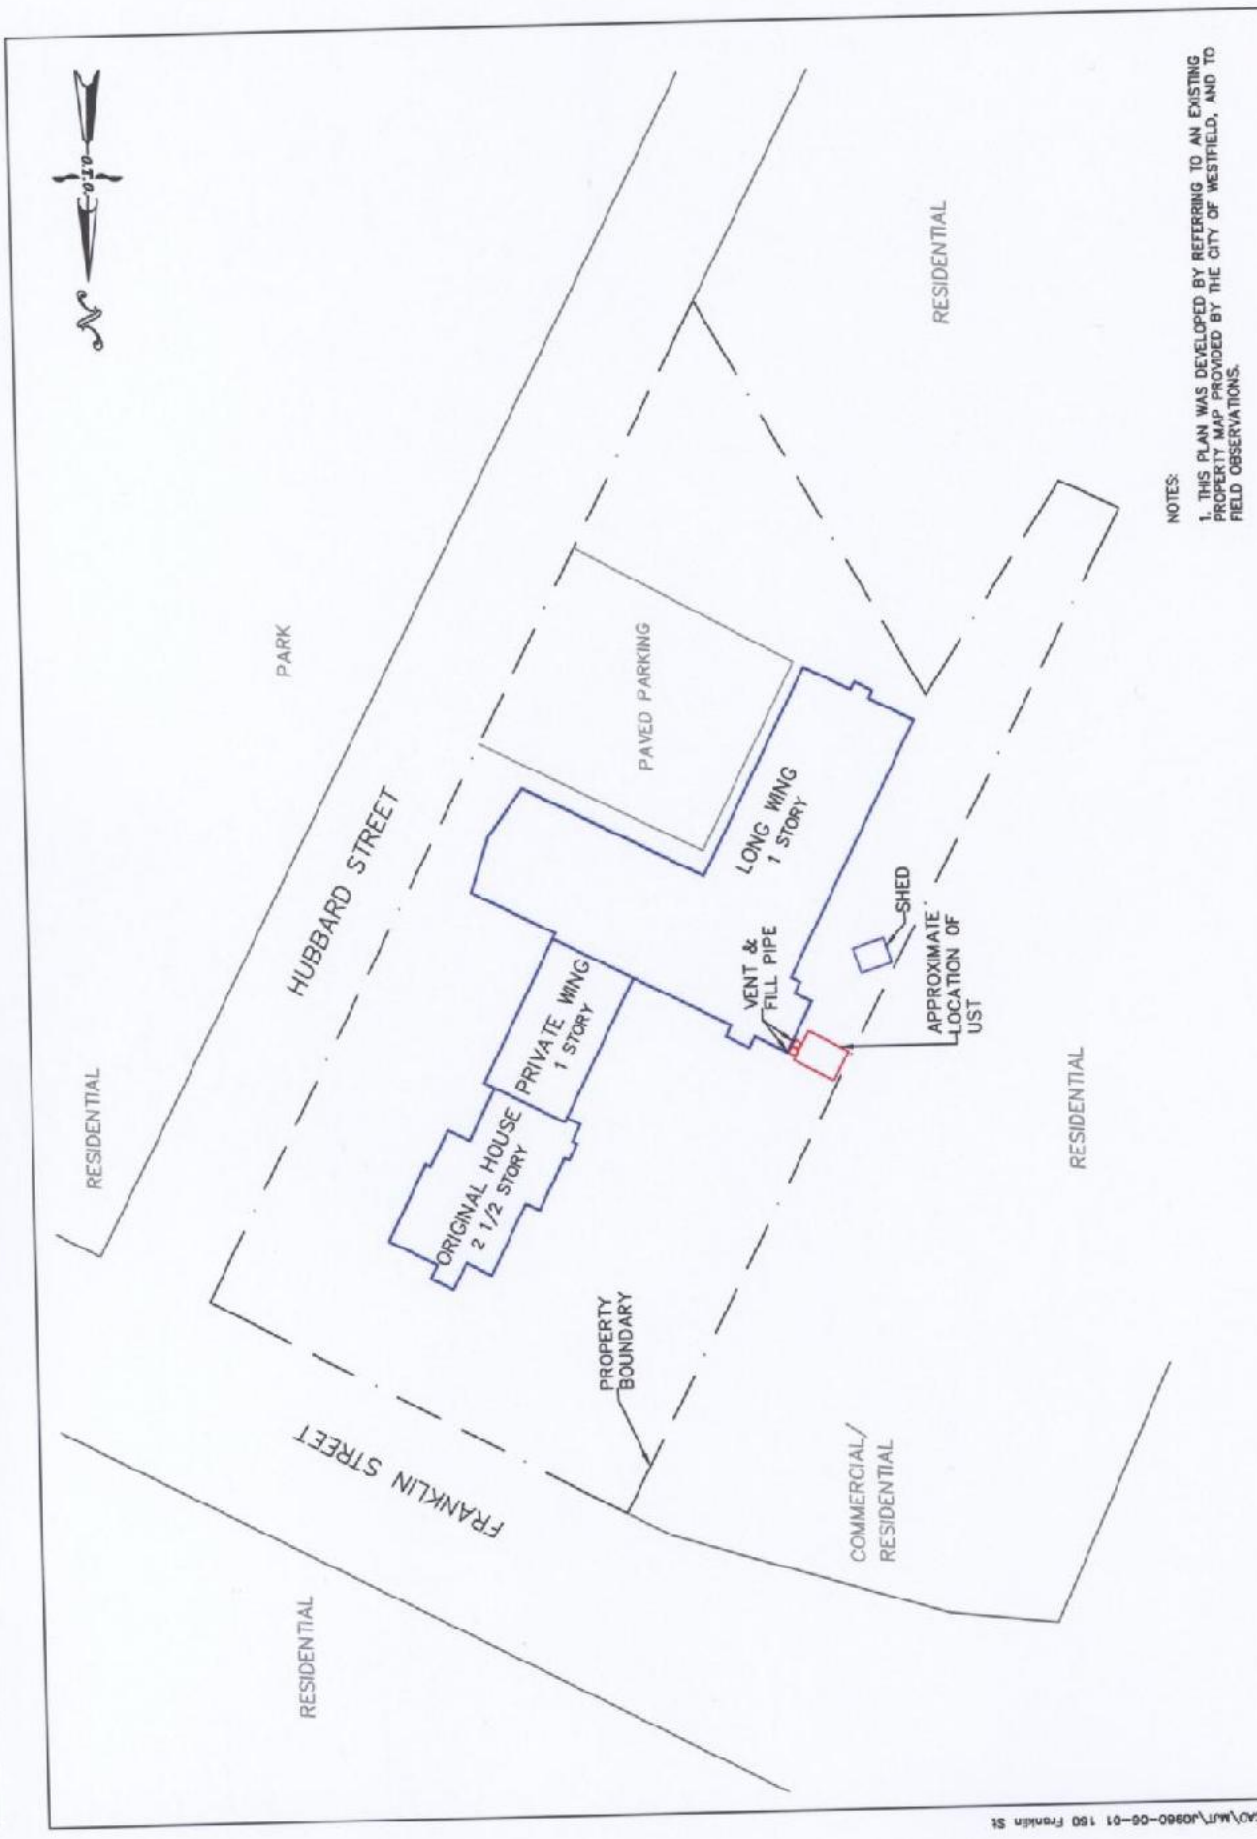 N
O.T.O.
RESIDENTIAL
PARK
HUBBARD STREET
RESIDENTIAL
FRANKLIN STREET
RESIDENTIAL
ORIGINAL HOUSE
2 1/2 STORY
PRIVATE WING
1 STORY
PAVED PARKING
LONG WING
1 STORY
VENT &
FILL PIPE
SHED
APPROXIMATE
LOCATION OF
UST
PROPERTY
BOUNDARY
COMMERCIAL/
RESIDENTIAL
RESIDENTIAL
NOTES:
1. THIS PLAN WAS DEVELOPED BY REFERRING TO AN EXISTING
PROPERTY MAP PROVIDED BY THE CITY OF WESTFIELD, AND TO
FIELD OBSERVATIONS.
150 Franklin St